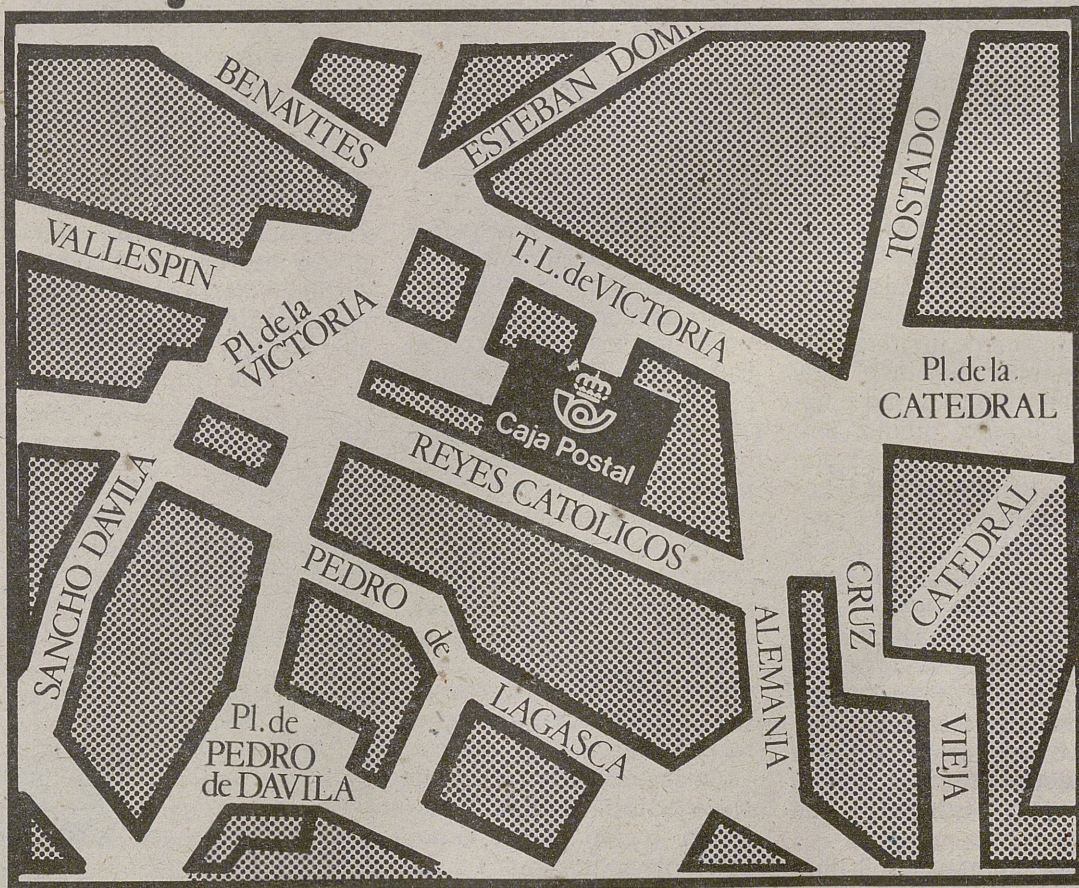 BENAVITES
ESTEBAN
TOSTADO
VALLESPIN
T.L. de VICTORIA
Pl. de la
VICTORIA
Pl. de la
CATEDRAL
Caja Postal
REYES CATOLICOS
SANCHO DAVILA
CATEDRAL
PEDRO
de
LAGASCA
CRUZ
VIEJA
ALEMANIA
Pl. de
PEDRO
de DAVILA